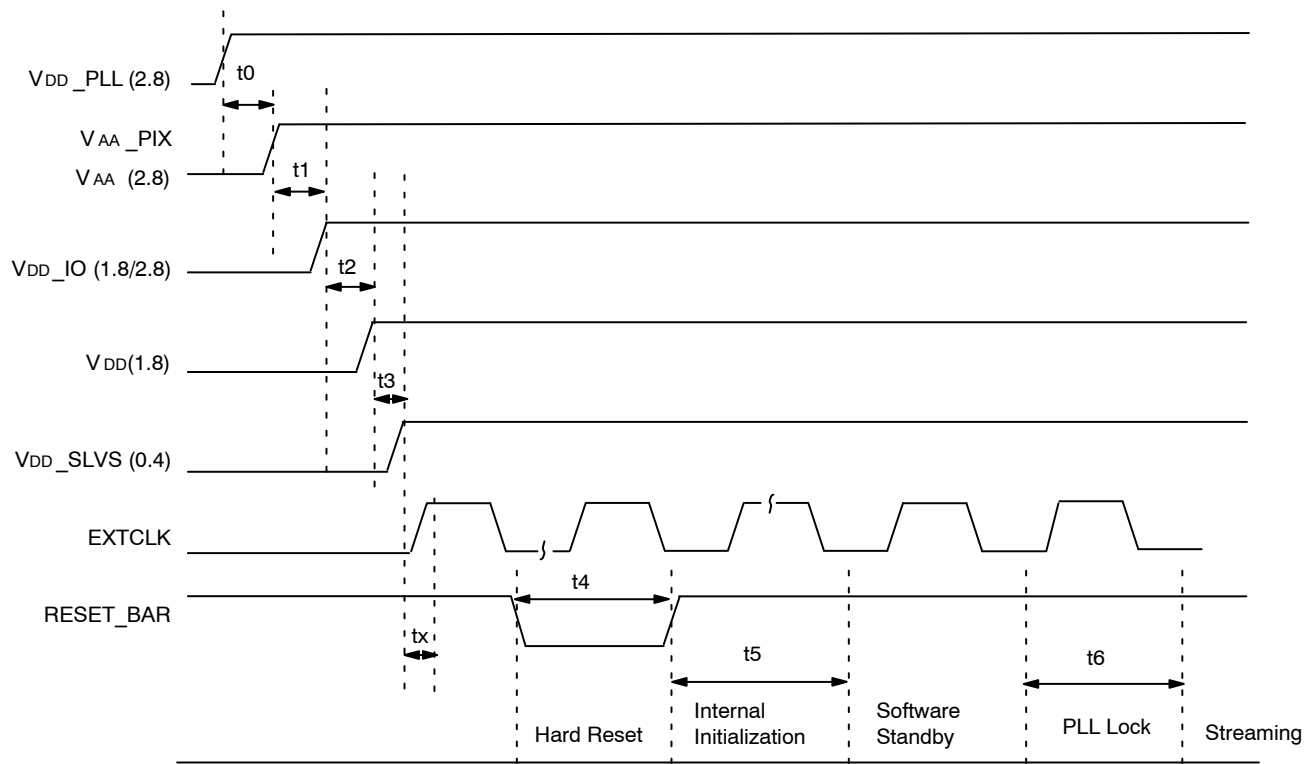 VDD_PLL (2.8)
t0
VAA_PIX
VAA (2.8)
t1
VDD_IO (1.8/2.8)
t2
VDD(1.8)
t3
VDD_SLVS (0.4)
EXTCLK
t4
RESET_BAR
tx
t5
t6
Hard Reset
Internal
Initialization
Software
Standby
PLL Lock
Streaming